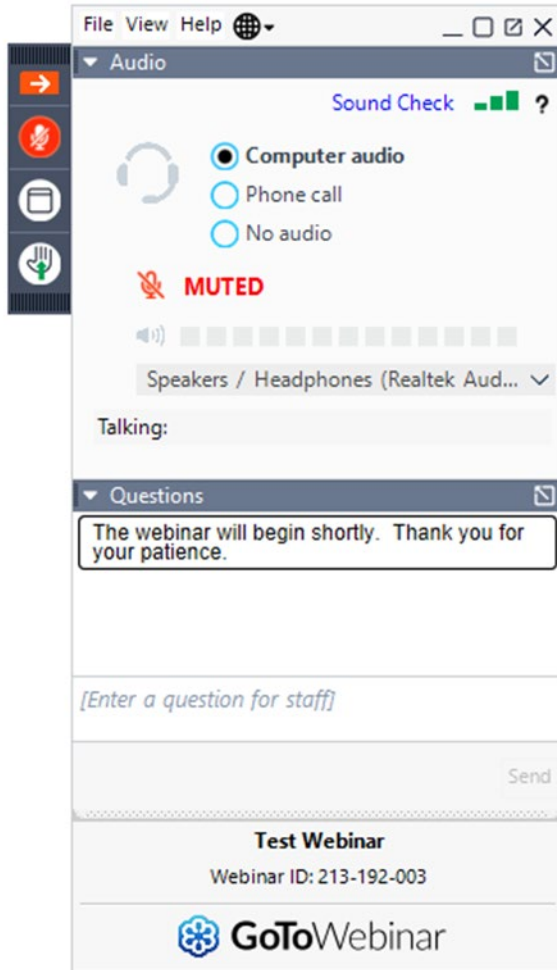 File View Help
Audio
Sound Check ?
Computer audio
Phone call
No audio
MUTED
Speakers / Headphones (Realtek Aud...
Talking:
Questions
The webinar will begin shortly.  Thank you for
your patience.
[Enter a question for staff]
Send
Test Webinar
Webinar ID: 213-192-003
GoToWebinar